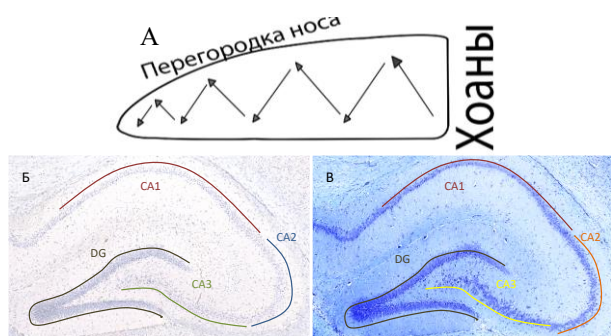 А
Перегородка носа
Хоаны
Б
CA1
CA2
DG
CA3
В
CA1
CA2
DG
CA3